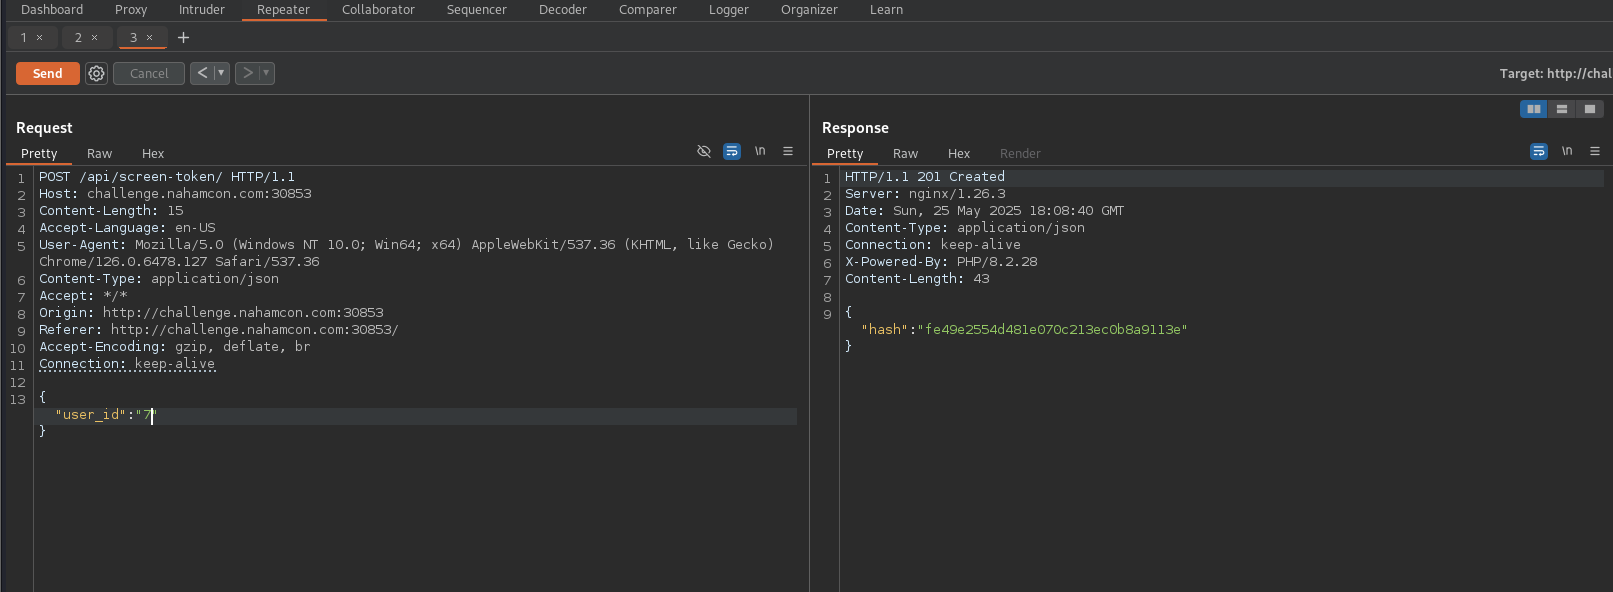 Dashboard Proxy Intruder Repeater Collaborator Sequencer Decoder Comparer Logger Organizer Learn
1 × 2 × 3 × +
Send Cancel < ▾ > ▾ Target: http://chal
Request
Pretty Raw Hex \n
1 POST /api/screen-token/ HTTP/1.1
2 Host: challenge.nahamcon.com:30853
3 Content-Length: 15
4 Accept-Language: en-US
5 User-Agent: Mozilla/5.0 (Windows NT 10.0; Win64; x64) AppleWebKit/537.36 (KHTML, like Gecko)
Chrome/126.0.6478.127 Safari/537.36
6 Content-Type: application/json
7 Accept: */*
8 Origin: http://challenge.nahamcon.com:30853
9 Referer: http://challenge.nahamcon.com:30853/
10 Accept-Encoding: gzip, deflate, br
11 Connection: keep-alive
12
13 {
"user_id":"7"
}
Response
Pretty Raw Hex Render \n
1 HTTP/1.1 201 Created
2 Server: nginx/1.26.3
3 Date: Sun, 25 May 2025 18:08:40 GMT
4 Content-Type: application/json
5 Connection: keep-alive
6 X-Powered-By: PHP/8.2.28
7 Content-Length: 43
8
9 {
"hash":"fe49e2554d481e070c213ec0b8a9113e"
}